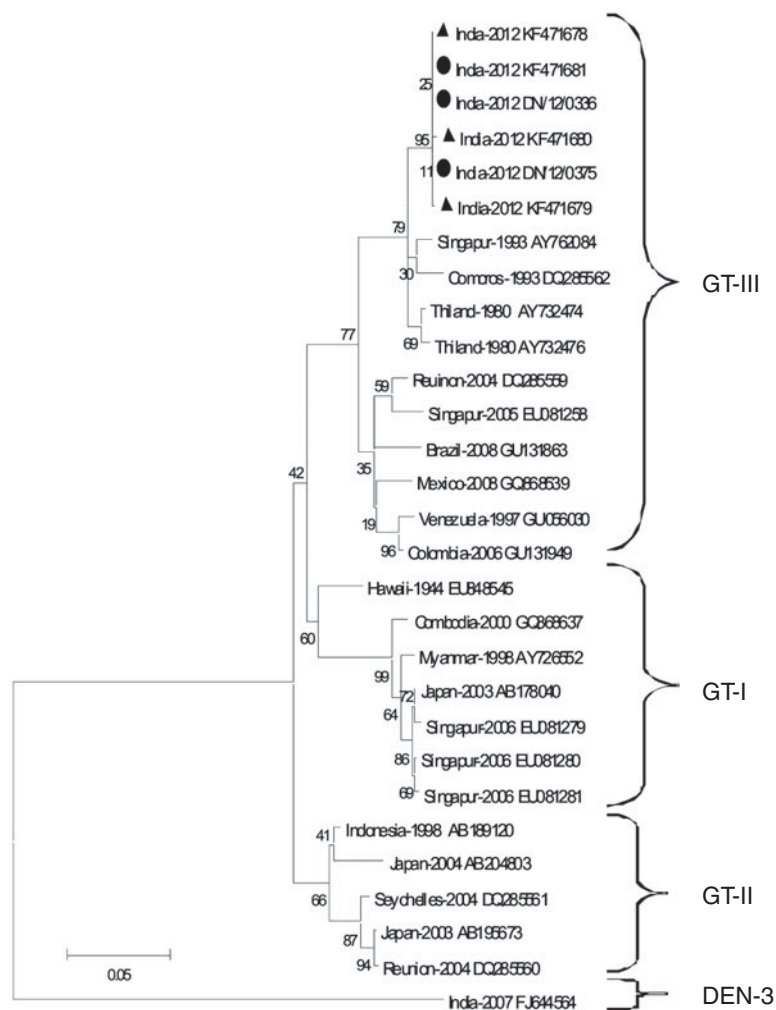 India-2012 KF471678
India-2012 KF471681
25
India-2012 DN/12/0336
95
India-2012 KF471680
11
India-2012 DN/12/0375
India-2012 KF471679
79
Singapur-1993 AY762084
30
Comoros-1993 DQ285562
GT-III
Thiland-1980 AY732474
77
69
Thiland-1980 AY732476
59
Reuinon-2004 DQ285559
Singapur-2005 EU081258
Brazil-2008 GU131863
35
42
Mexico-2008 GQ868539
19
Venezuela-1997 GU056030
96
Colombia-2006 GU131949
Hawaii-1944 EU848545
60
Combodia-2000 GQ868637
99
Myanmar-1998 AY726552
72
Japan-2003 AB178040
GT-I
64
Singapur-2006 EU081279
86
Singapur-2006 EU081280
69
Singapur-2006 EU081281
41
Indonesia-1998 AB189120
Japan-2004 AB204803
66
Seychelles-2004 DQ285561
GT-II
87
Japan-2003 AB195673
94
Reunion-2004 DQ285560
0.05
India-2007 FJ644564
DEN-3